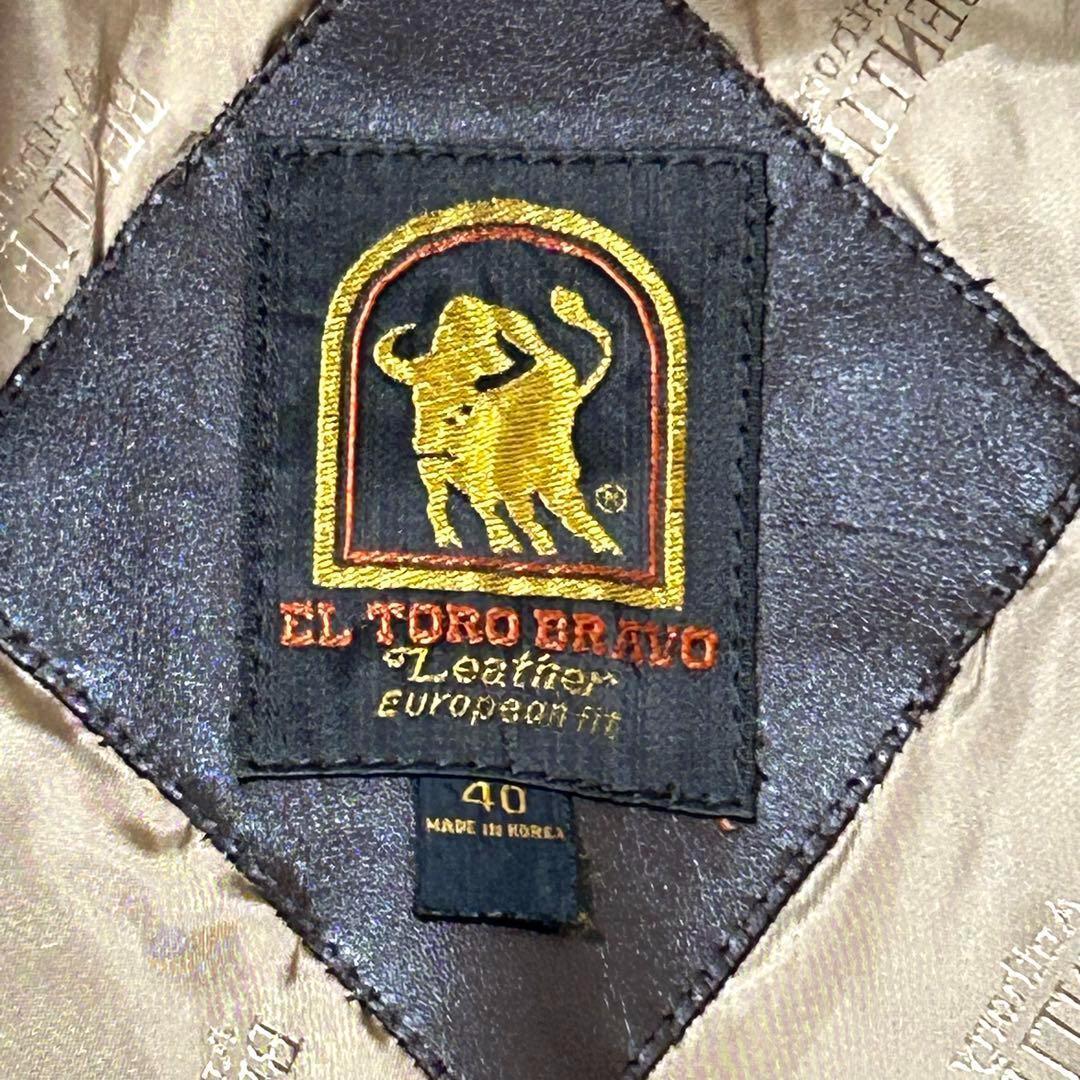 EL TORO BRAVO
Leather
European fit
40
MADE IN KOREA